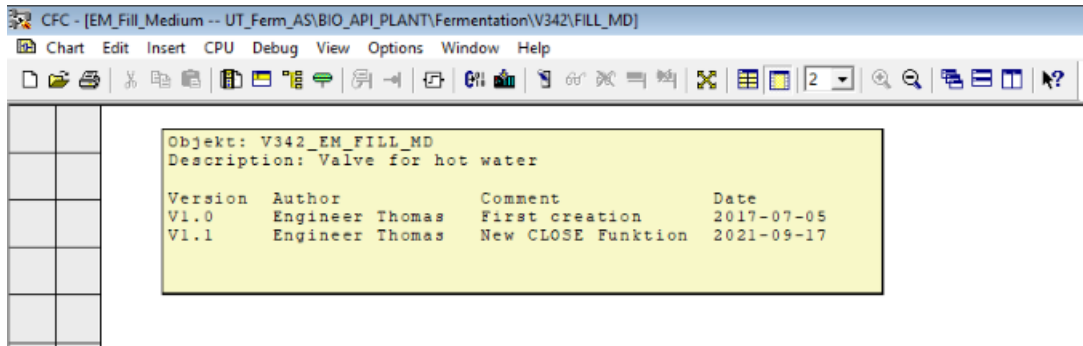 CFC - [EM_Fill_Medium -- UT_Ferm_AS\BIO_API_PLANT\Fermentation\V342\FILL_MD]
Chart Edit Insert CPU Debug View Options Window Help
2
Objekt: V342_EM_FILL_MD
Description: Valve for hot water
Version Author Comment Date
V1.0 Engineer Thomas First creation 2017-07-05
V1.1 Engineer Thomas New CLOSE Funktion 2021-09-17